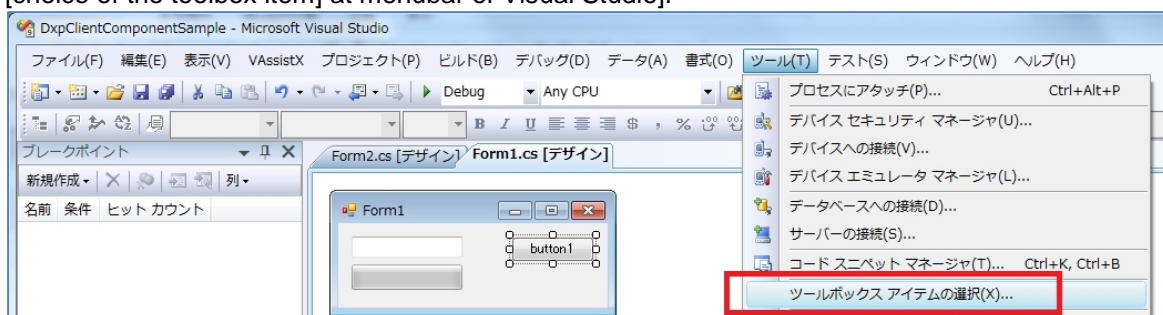 [choice of the toolbox item] at menubar of Visual Studio].
DxpClientComponentSample - Microsoft Visual Studio
ファイル(F) 編集(E) 表示(V) VAssistX プロジェクト(P) ビルド(B) デバッグ(D) データ(A) 書式(O) ツール(T) テスト(S) ウィンドウ(W) ヘルプ(H)
Debug Any CPU
プロセスにアタッチ(P)... Ctrl+Alt+P
B I U $ , %
デバイス セキュリティ マネージャ(U)...
ブレークポイント
Form2.cs [デザイン] Form1.cs [デザイン]
デバイスへの接続(V)...
新規作成 列
デバイス エミュレータ マネージャ(L)...
名前 条件 ヒット カウント
Form1
データベースへの接続(D)...
button1
サーバーの接続(S)...
コード スニペット マネージャ(T)... Ctrl+K, Ctrl+B
ツールボックス アイテムの選択(X)...